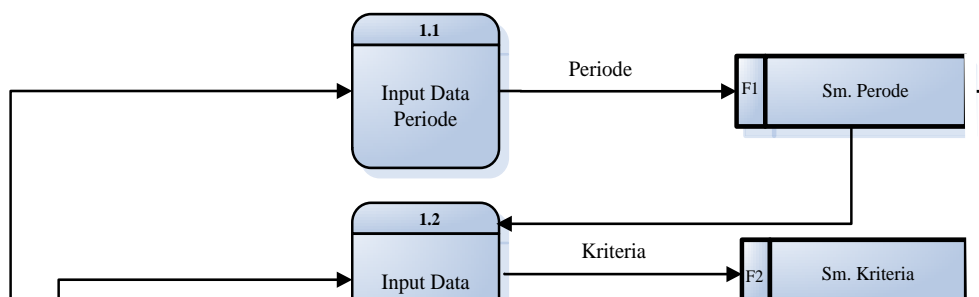 1.1
Input Data
Periode
Periode
F1
Sm. Perode
1.2
Input Data
Kriteria
F2
Sm. Kriteria